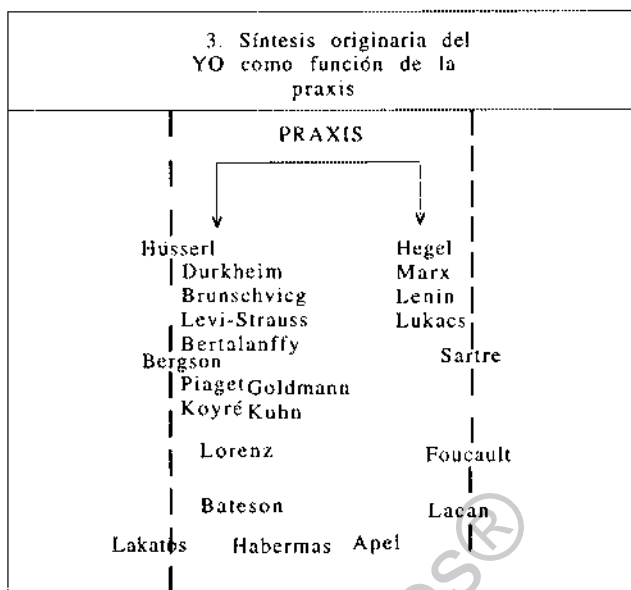 3. Síntesis originaria del
YO como función de la
praxis
PRAXIS
Husserl
Hegel
Durkheim
Marx
Brunschvicg
Lenin
Levi-Strauss
Lukacs
Bertalanffy
Bergson
Sartre
Piaget Goldmann
Koyré Kuhn
Lorenz
Foucault
Bateson
Lacan
Lakatos
Habermas
Apel
os®